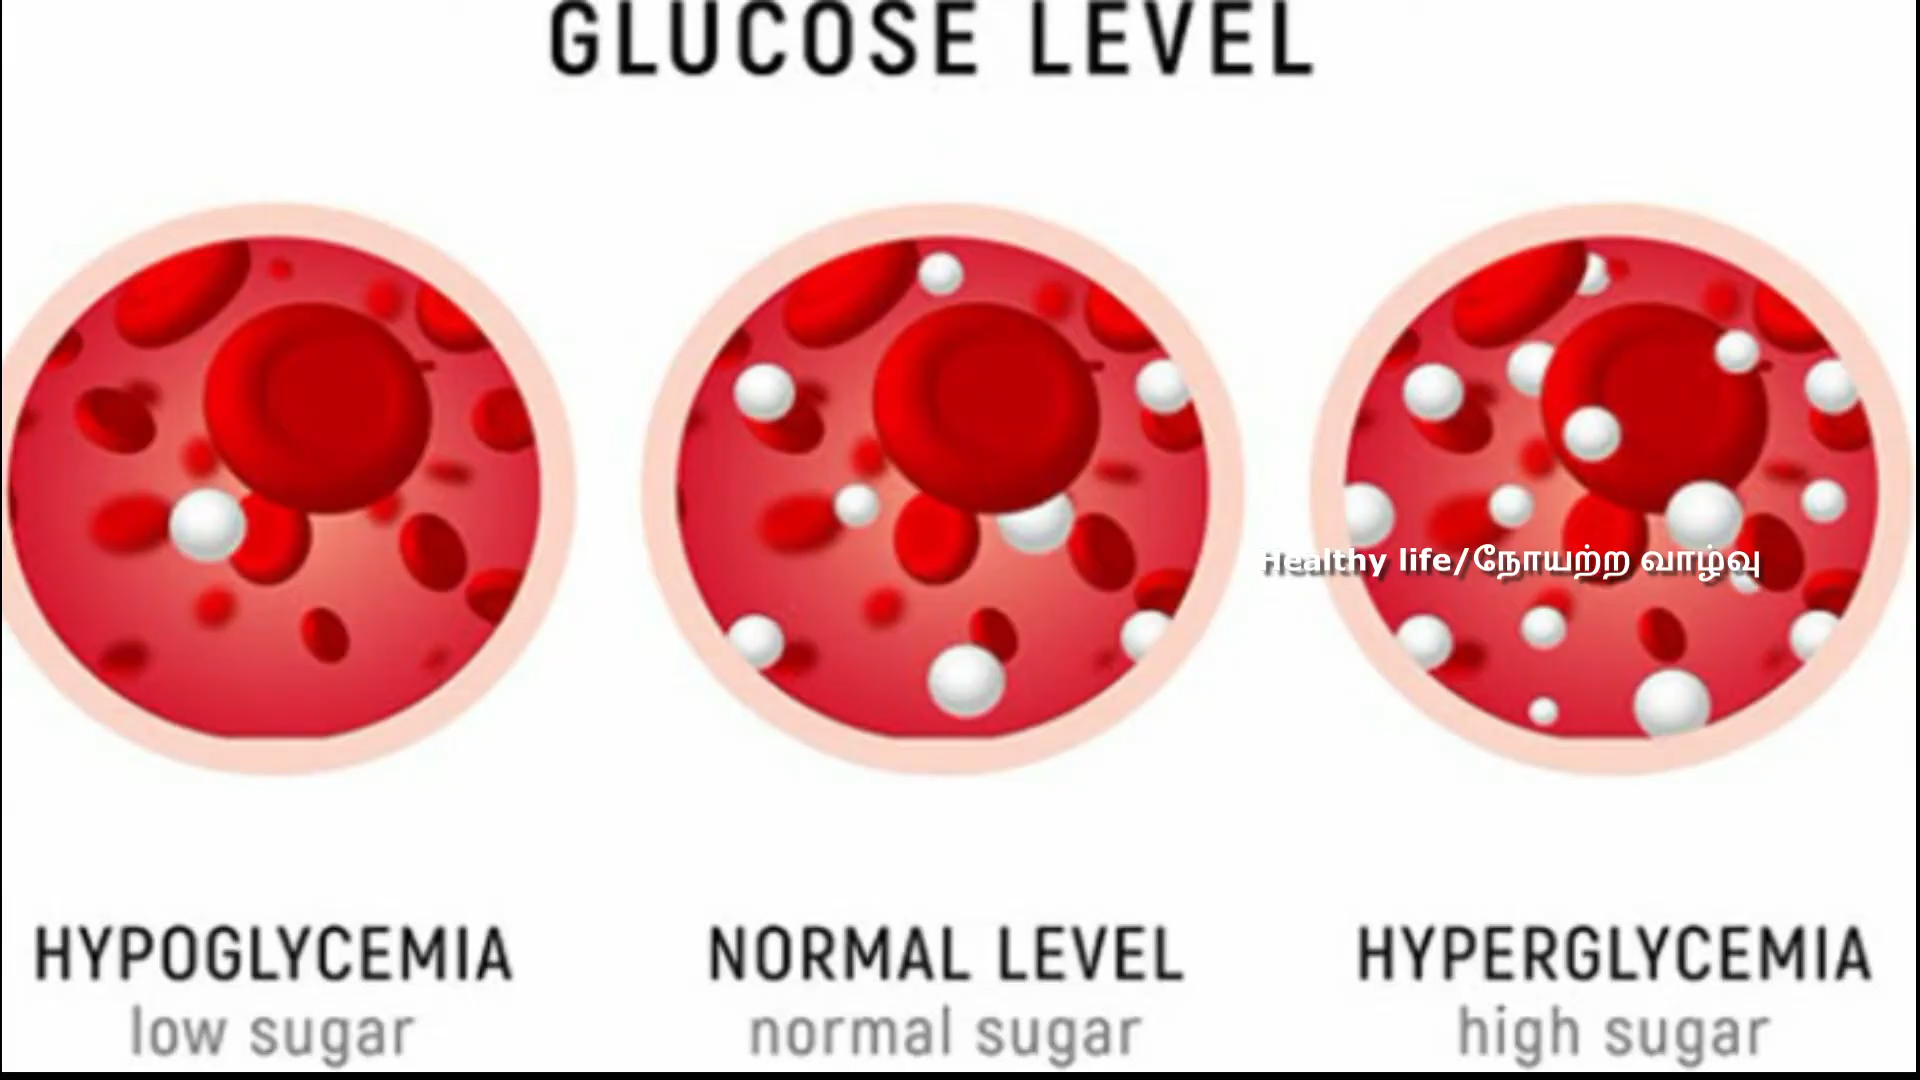 GLUCOSE LEVEL
Healthy life/நோயற்ற வாழ்வு
HYPOGLYCEMIA
low sugar
NORMAL LEVEL
normal sugar
HYPERGLYCEMIA
high sugar